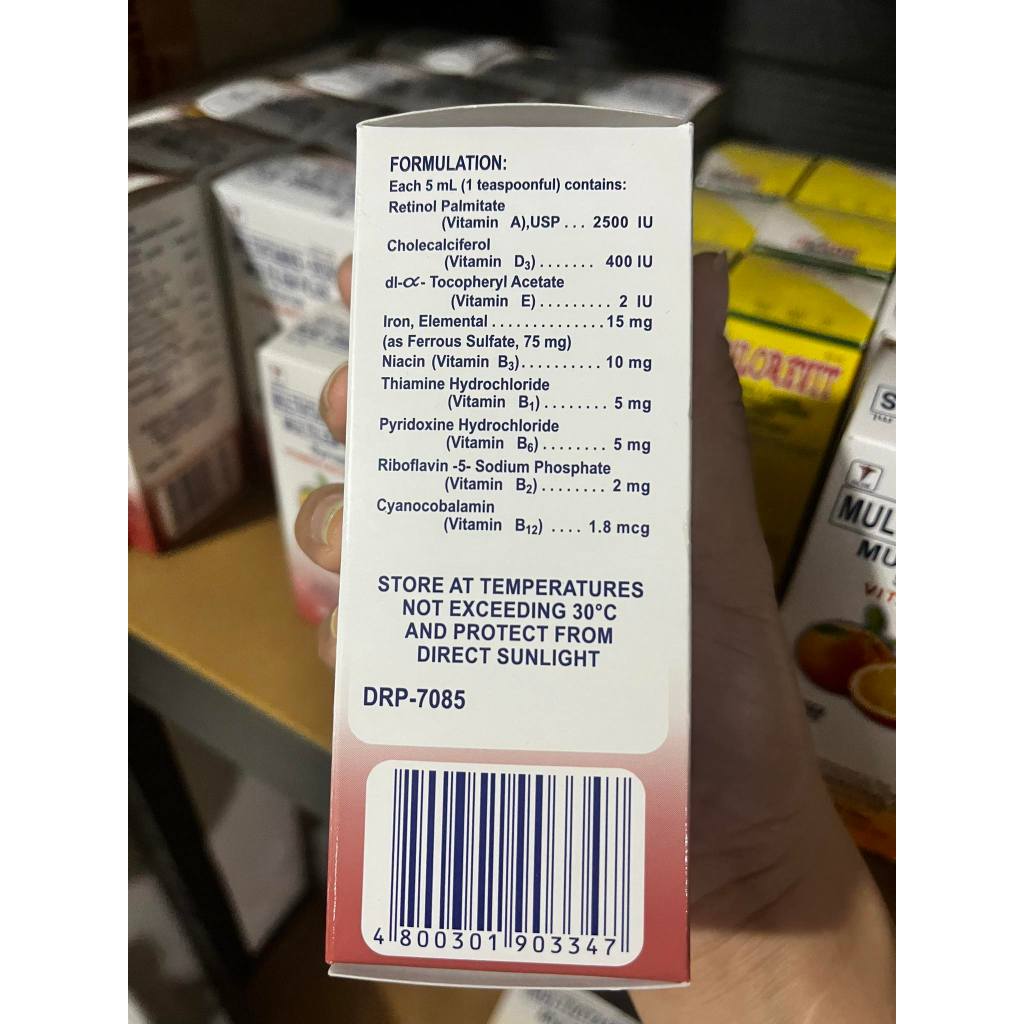 FORMULATION:
Each 5 mL (1 teaspoonful) contains:
Retinol Palmitate
(Vitamin A),USP ... 2500 IU
Cholecalciferol
(Vitamin D3)....... 400 IU
dl-α- Tocopheryl Acetate
(Vitamin E)......... 2 IU
Iron, Elemental..............15 mg
(as Ferrous Sulfate, 75 mg)
Niacin (Vitamin B3).......... 10 mg
Thiamine Hydrochloride
(Vitamin B1)........ 5 mg
Pyridoxine Hydrochloride
(Vitamin B6)........ 5 mg
Riboflavin -5- Sodium Phosphate
(Vitamin B2)........ 2 mg
Cyanocobalamin
(Vitamin B12) .... 1.8 mcg
STORE AT TEMPERATURES
NOT EXCEEDING 30°C
AND PROTECT FROM
DIRECT SUNLIGHT
DRP-7085
4 800301 903347
MUL
MU
VIT